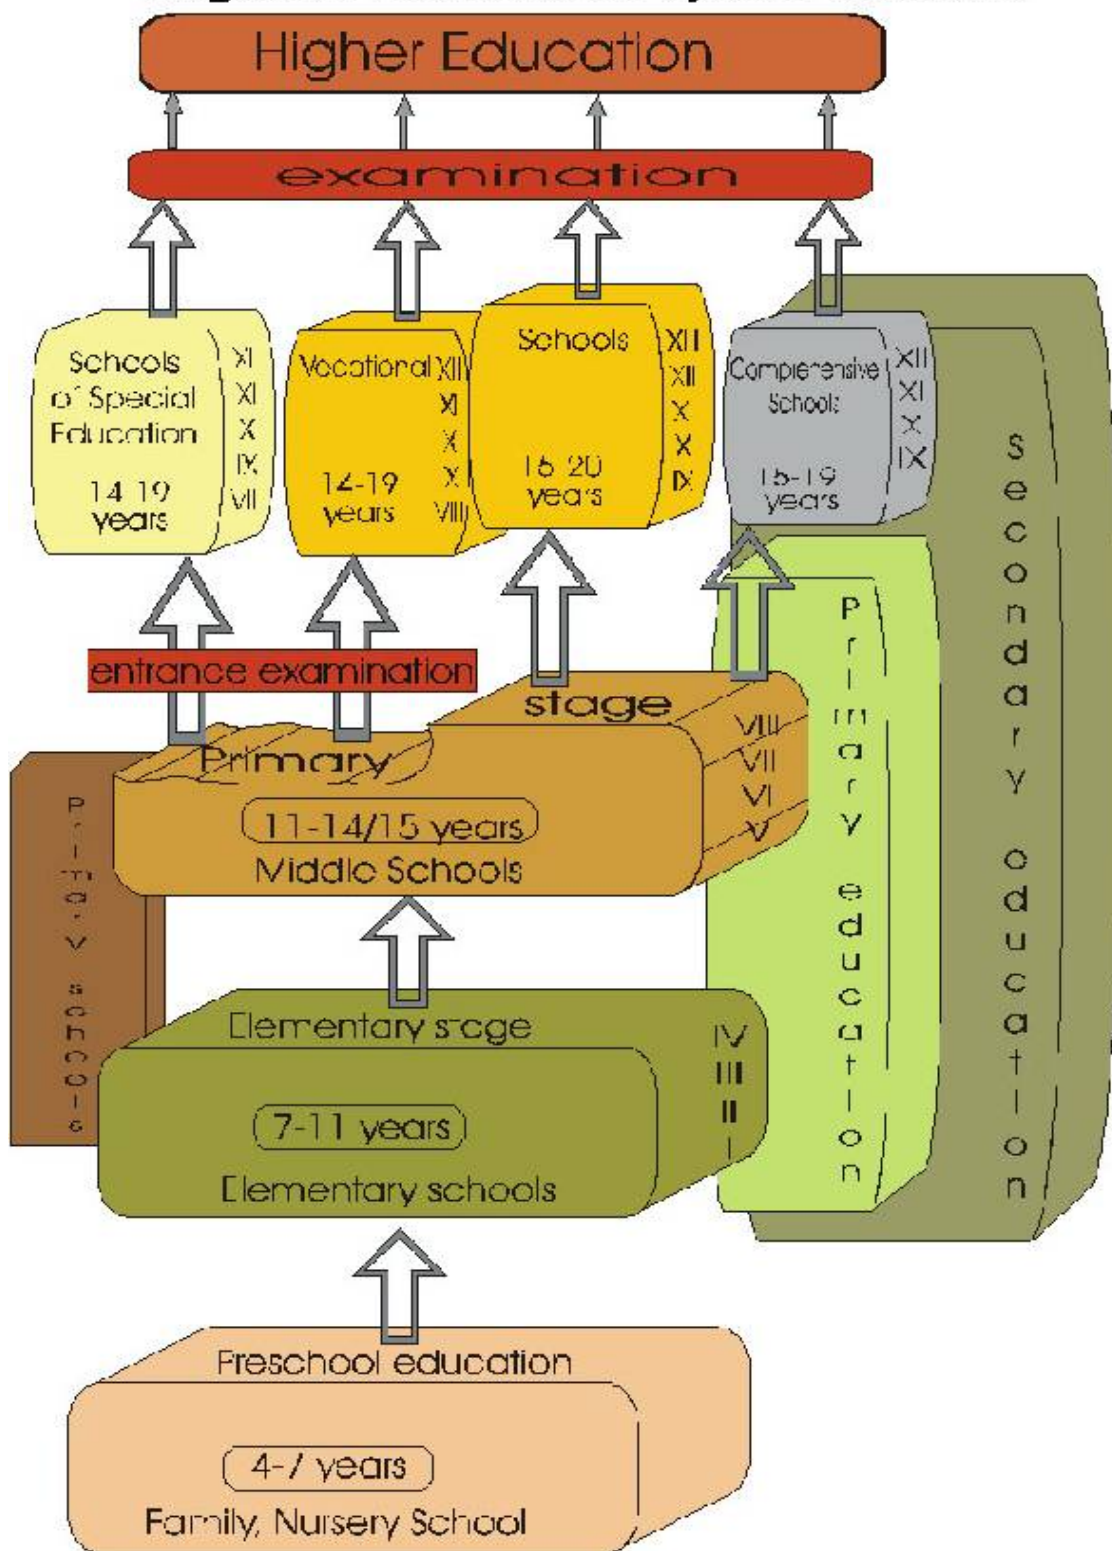 Higher Education
examination
Schools
of Special
Education
14-19
years
XI
XI
X
IX
VII
Vocational
14-19
years
XII
XI
X
X
VIII
Schools
15-20
years
XIII
XII
X
X
IX
Comprehensive
Schools
15-19
years
XII
XI
X
IX
entrance examination
Primary
stage
11-14/15 years
Middle Schools
VIII
VII
VI
V
Primary schools
Primary education
Secondary education
Elementary stage
7-11 years
Elementary schools
IV
III
II
I
Preschool education
4-7 years
Family, Nursery School